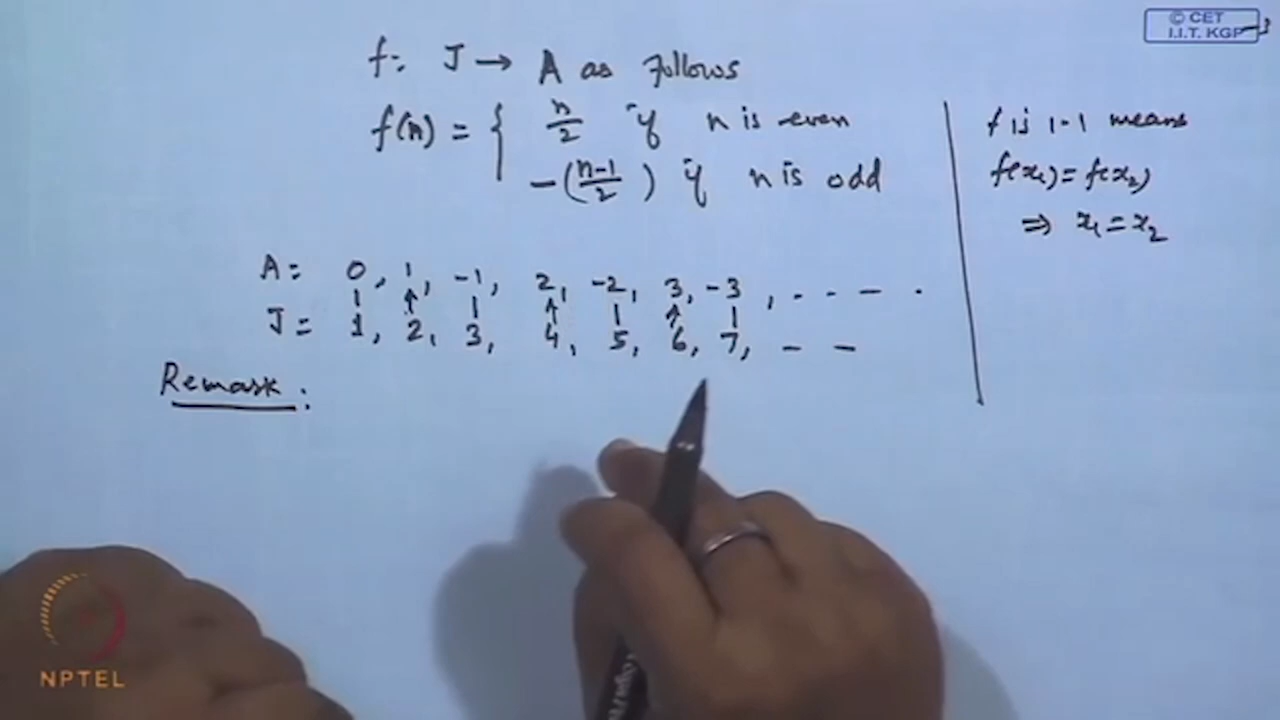 © CET
I.I.T. KGP
f: J → A as follows
f(n) = { n/2 if n is even
-(n-1/2) if n is odd
f is 1-1 means
f(x₁) = f(x₂)
⇒ x₁ = x₂
A = 0, 1, -1, 2, -2, 3, -3, . . — .
J = 1, 2, 3, 4, 5, 6, 7, — —
Remark :
NPTEL